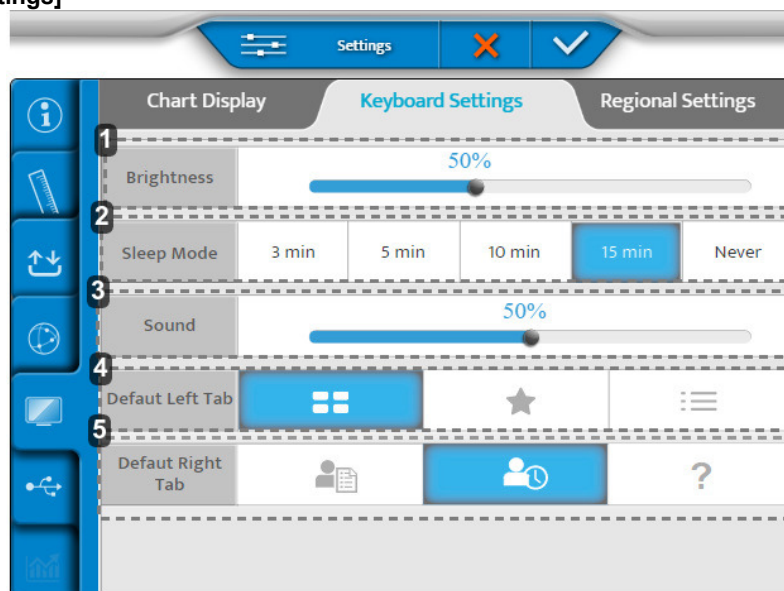 tings]
Settings
Chart Display Keyboard Settings Regional Settings
1
50%
Brightness
2
Sleep Mode 3 min 5 min 10 min 15 min Never
3
50%
Sound
4
Defaut Left Tab
5
Defaut Right
Tab
?